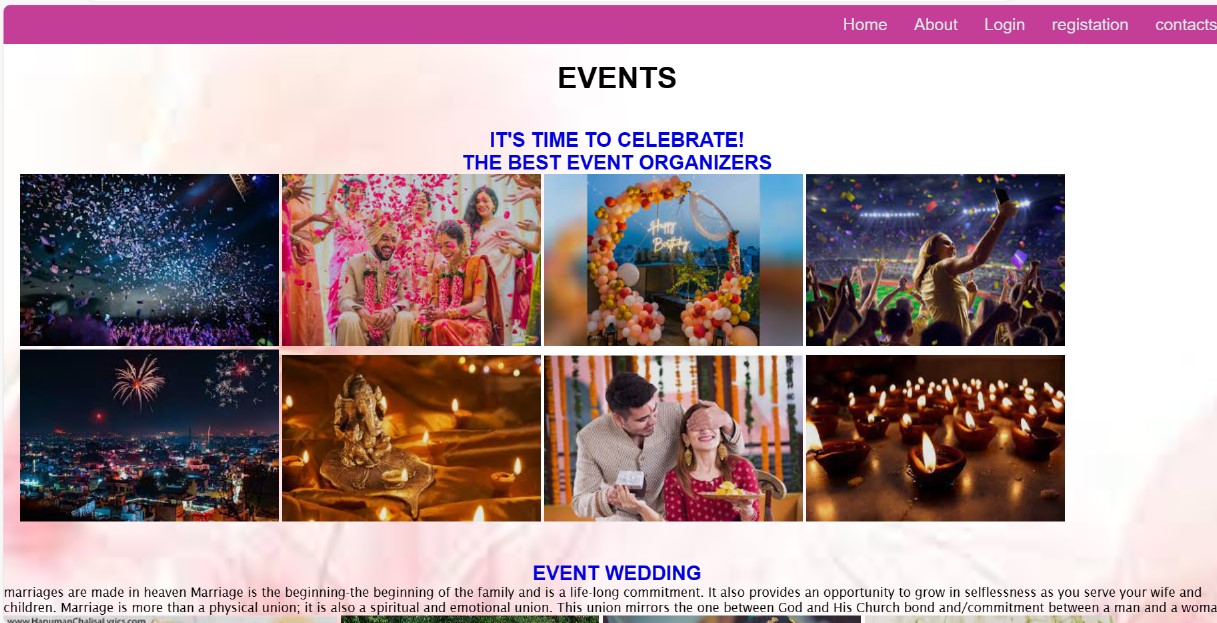 Home About Login registation contacts
EVENTS
IT'S TIME TO CELEBRATE!
THE BEST EVENT ORGANIZERS
Happy
Birthday
EVENT WEDDING
marriages are made in heaven Marriage is the beginning-the beginning of the family and is a life-long commitment. It also provides an opportunity to grow in selflessness as you serve your wife and
children. Marriage is more than a physical union; it is also a spiritual and emotional union. This union mirrors the one between God and His Church bond and/commitment between a man and a woma
www.HanumanChalisaLyrics.com